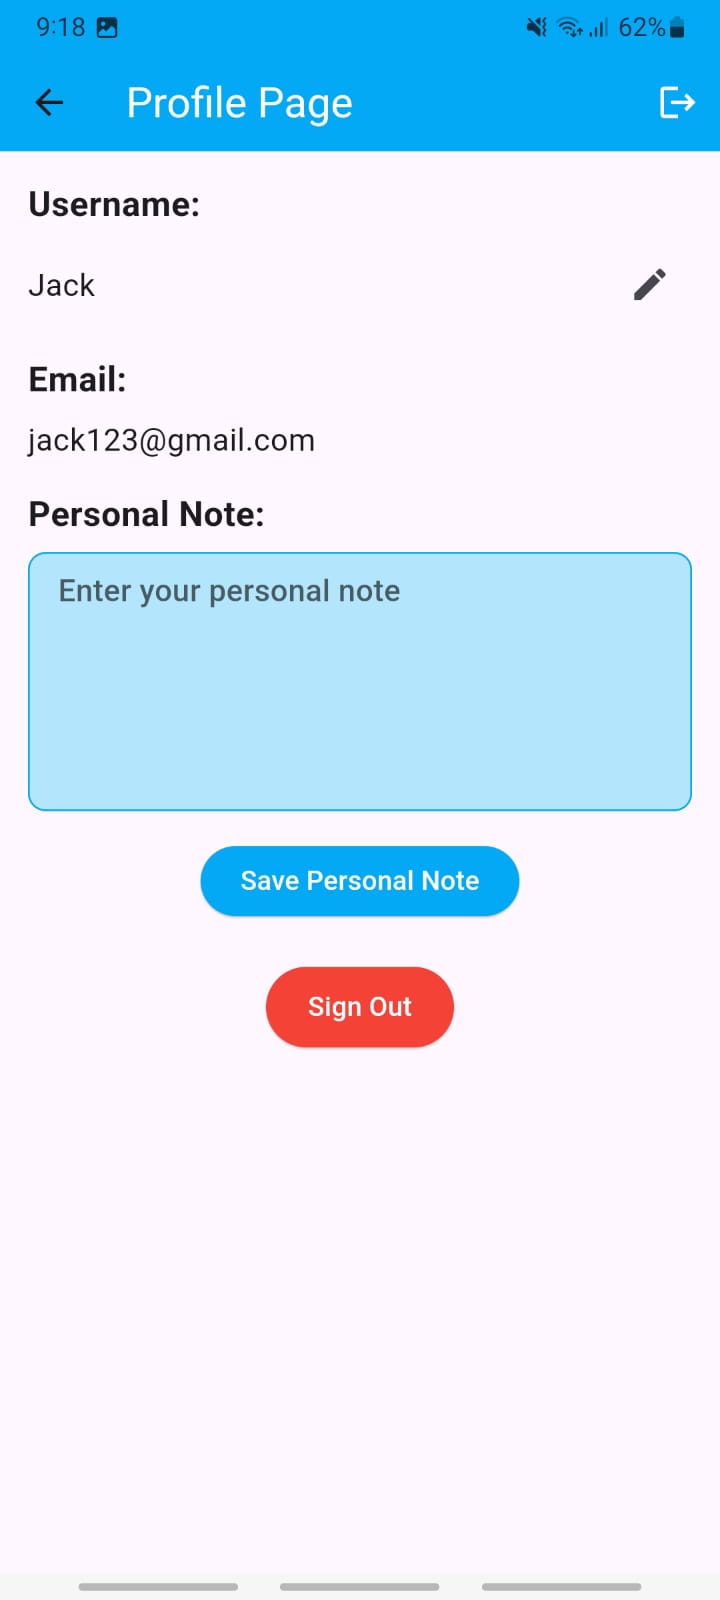 9:18 62%
Profile Page
Username:
Jack
Email:
jack123@gmail.com
Personal Note:
Enter your personal note
Save Personal Note
Sign Out